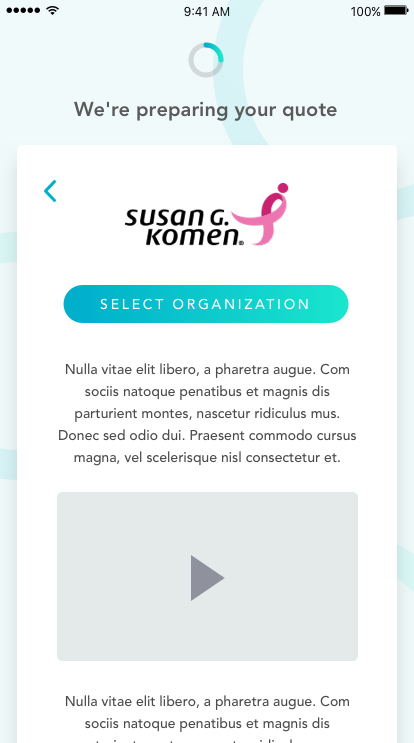 9:41 AM
100%
We're preparing your quote
susan G.
komen®
SELECT ORGANIZATION
Nulla vitae elit libero, a pharetra augue. Com
sociis natoque penatibus et magnis dis
parturient montes, nascetur ridiculus mus.
Donec sed odio dui. Praesent commodo cursus
magna, vel scelerisque nisl consectetur et.
Nulla vitae elit libero, a pharetra augue. Com
sociis natoque penatibus et magnis dis